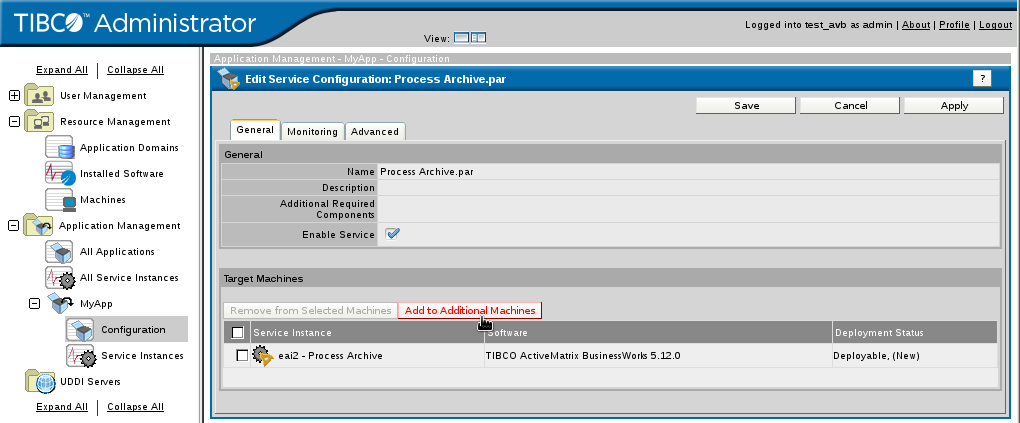 TIBCO Administrator
Logged into test_avb as admin | About | Profile | Logout
View:
Expand All | Collapse All
User Management
Resource Management
Application Domains
Installed Software
Machines
Application Management
All Applications
All Service Instances
MyApp
Configuration
Service Instances
UDDI Servers
Expand All | Collapse All
Application Management - MyApp - Configuration
Edit Service Configuration: Process Archive.par
?
Save Cancel Apply
General Monitoring Advanced
General
Name Process Archive.par
Description
Additional Required
Components
Enable Service
Target Machines
Remove from Selected Machines Add to Additional Machines
Service Instance Software Deployment Status
eai2 - Process Archive TIBCO ActiveMatrix BusinessWorks 5.12.0 Deployable, (New)